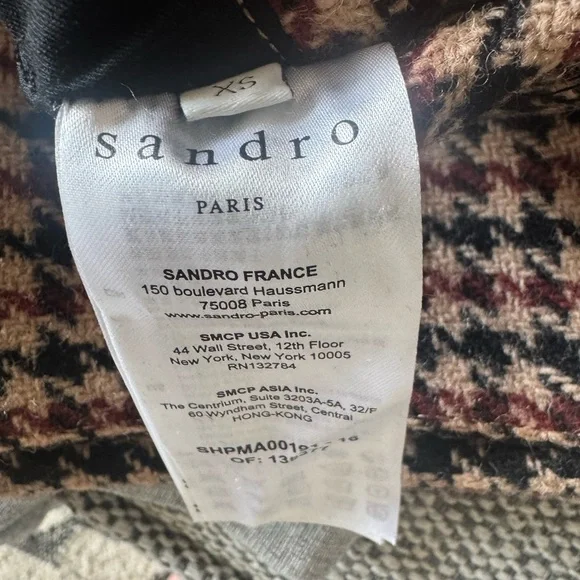 XS
sandro
PARIS
SANDRO FRANCE
150 boulevard Haussmann
75008 Paris
www.sandro-paris.com
SMCP USA Inc.
44 Wall Street, 12th Floor
New York, New York 10005
RN132784
SMCP ASIA Inc.
The Centrium, Suite 3203A-5A, 32/F
60 Wyndham Street, Central
HONG-KONG
OF: